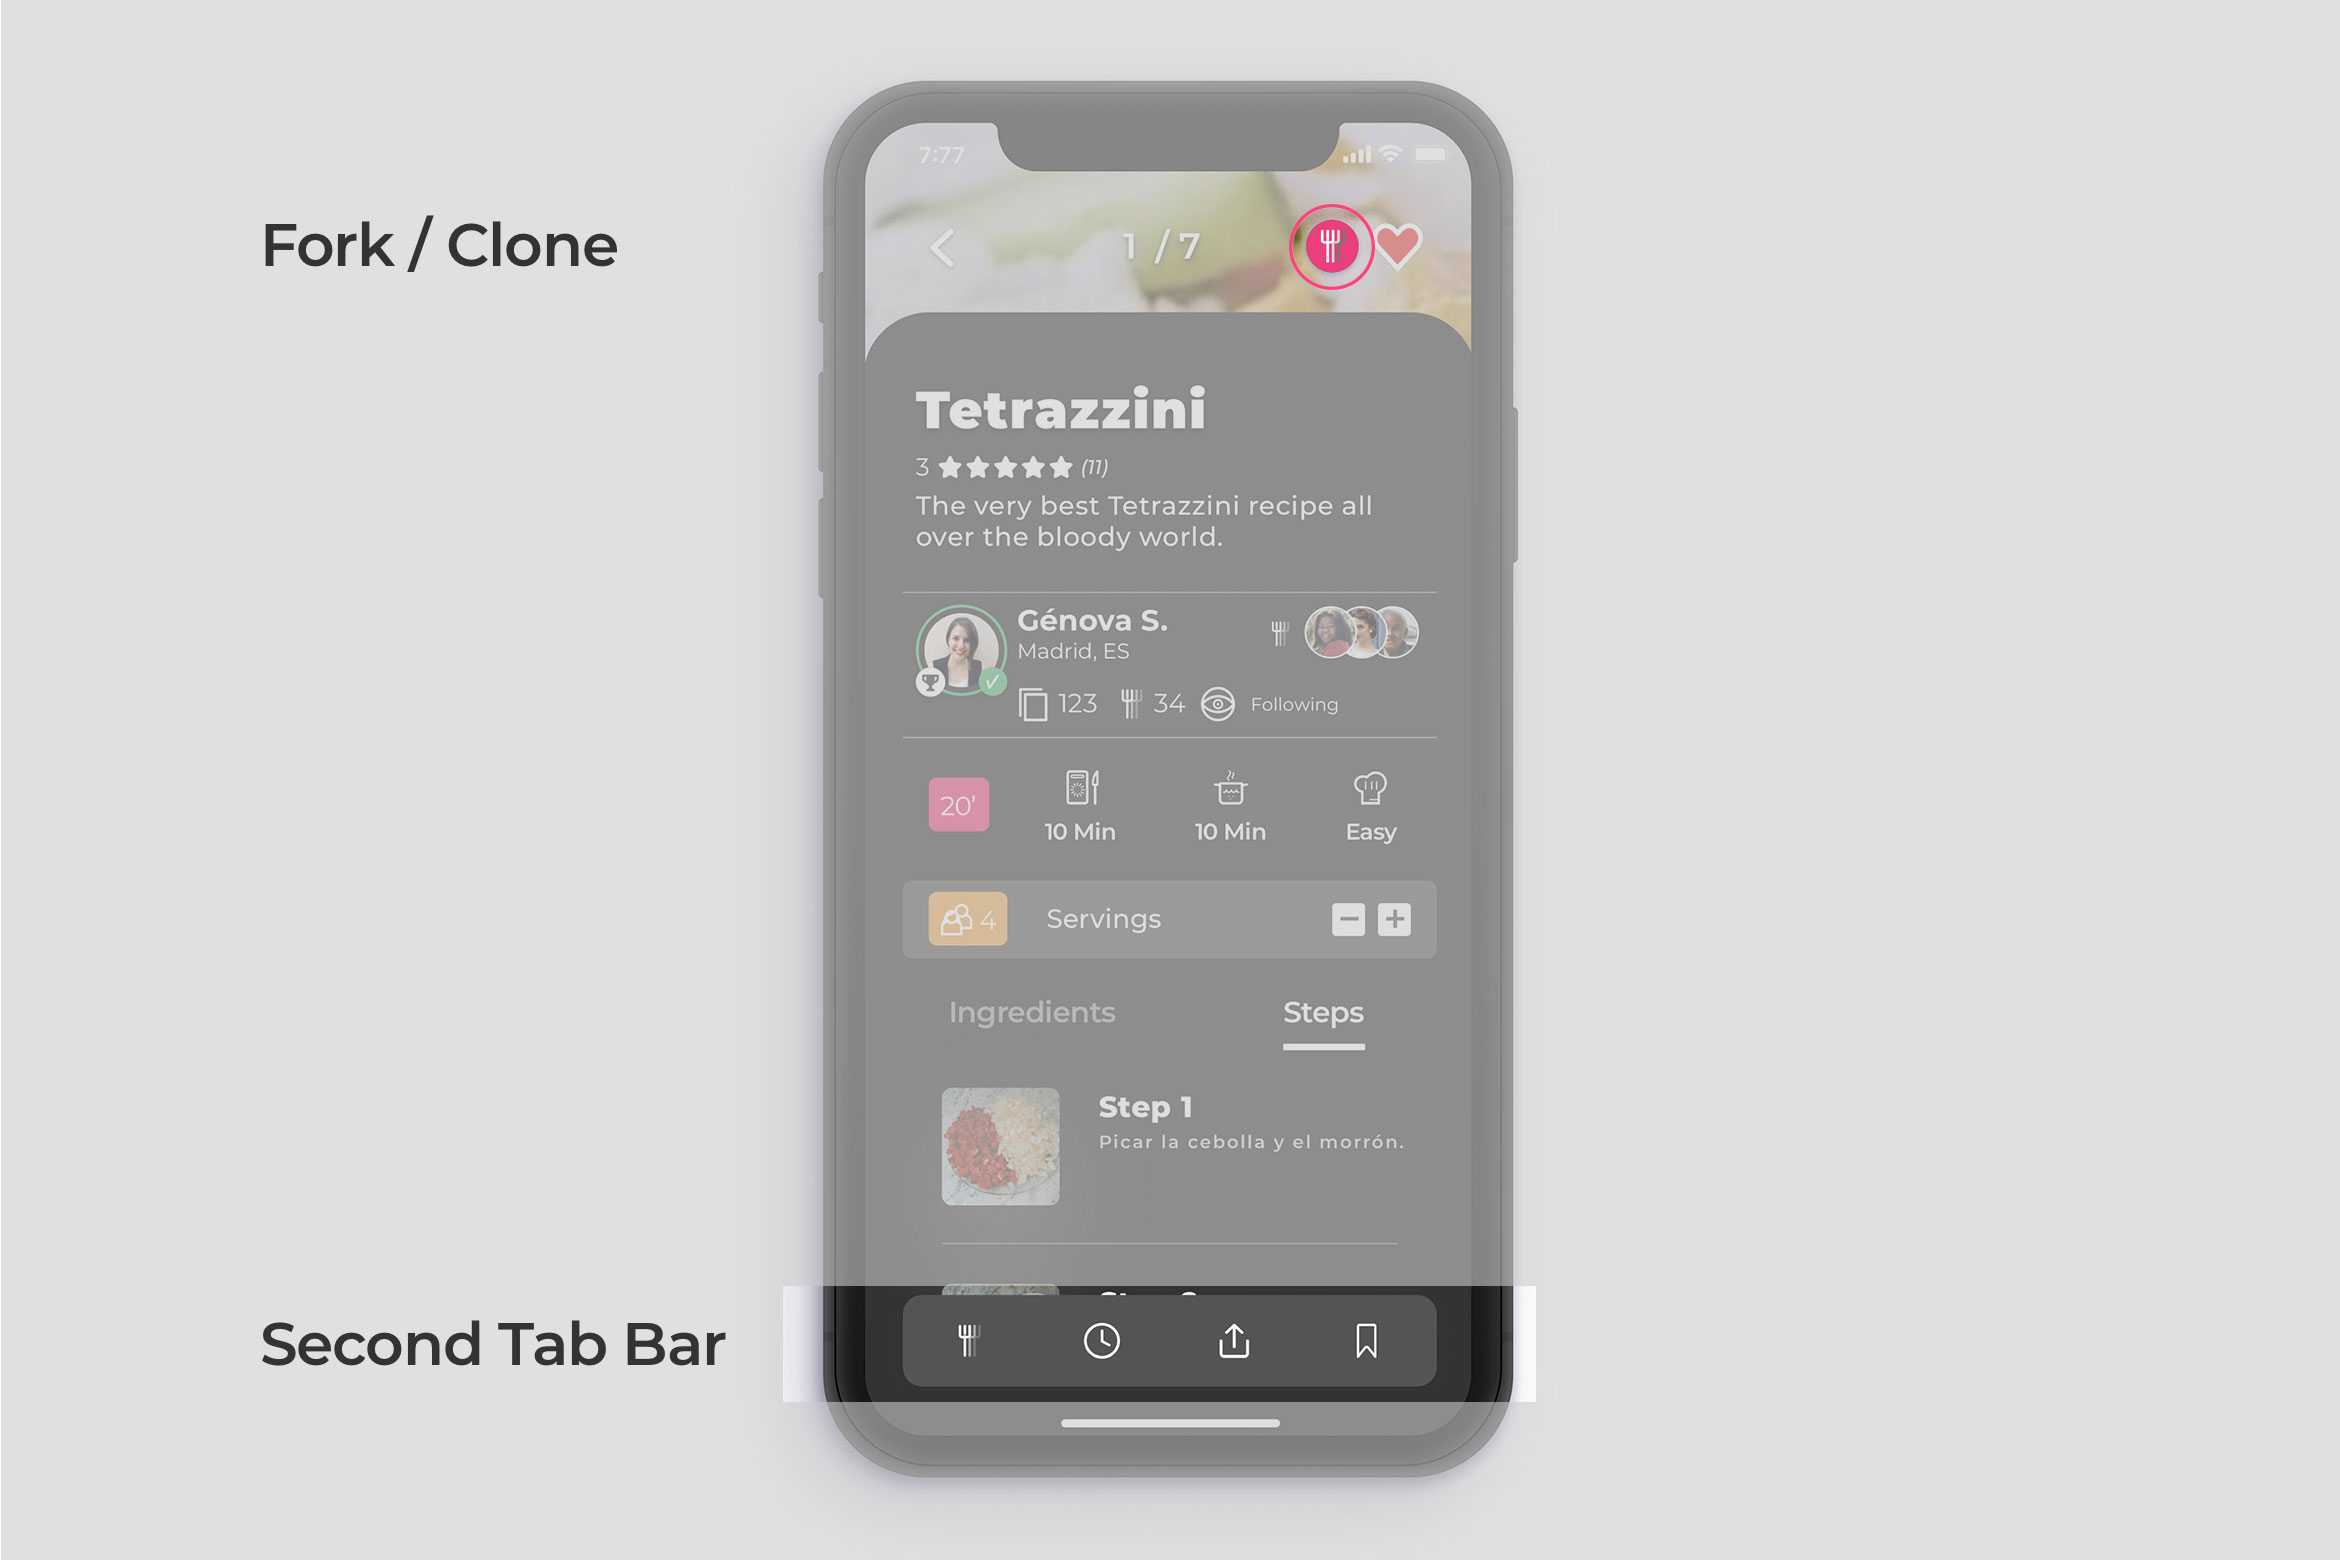 7:77
Fork / Clone
1 / 7
Tetrazzini
3 (11)
The very best Tetrazzini recipe all
over the bloody world.
Génova S.
Madrid, ES
123 34 Following
20’
10 Min 10 Min Easy
4 Servings
Ingredients Steps
Step 1
Picar la cebolla y el morrón.
Second Tab Bar